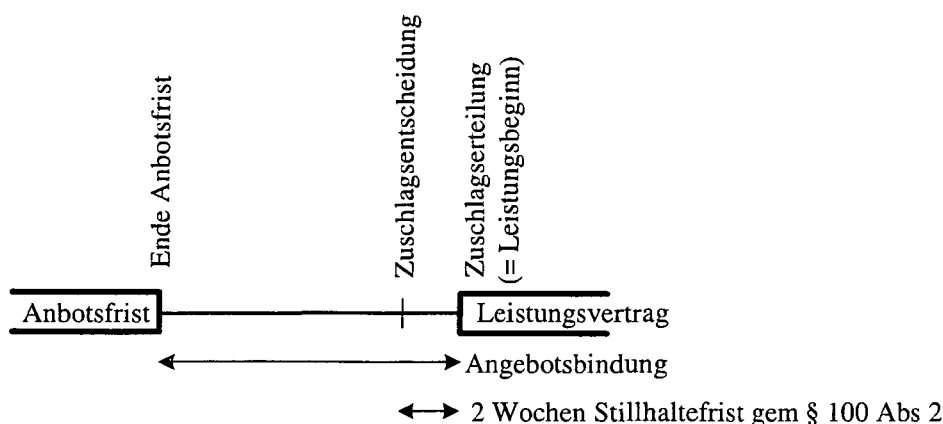 Ende Anbotsfrist
Zuschlagsentscheidung
Zuschlagserteilung
(= Leistungsbeginn)
Anbotsfrist
Leistungsvertrag
Angebotsbindung
2 Wochen Stillhaltefrist gem § 100 Abs 2